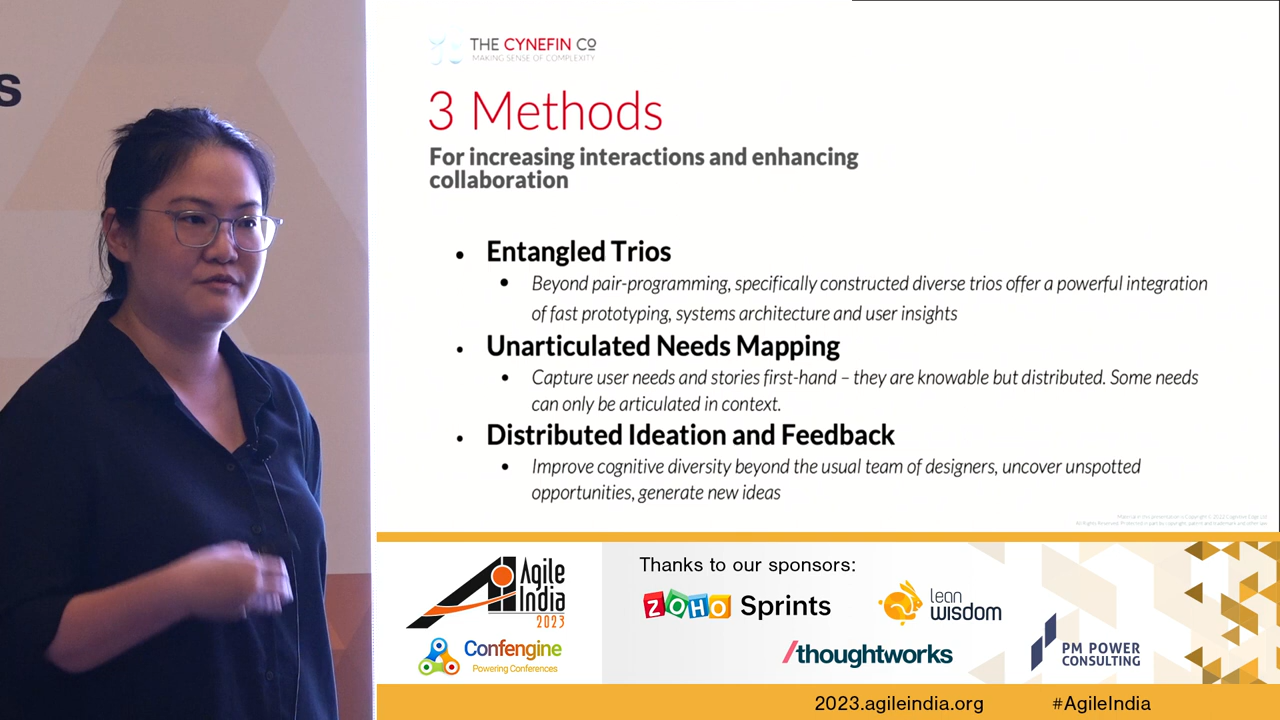 s
THE CYNEFIN Co
MAKING SENSE OF COMPLEXITY
3 Methods
For increasing interactions and enhancing
collaboration
• Entangled Trios
• Beyond pair-programming, specifically constructed diverse trios offer a powerful integration
of fast prototyping, systems architecture and user insights
• Unarticulated Needs Mapping
• Capture user needs and stories first-hand – they are knowable but distributed. Some needs
can only be articulated in context.
• Distributed Ideation and Feedback
• Improve cognitive diversity beyond the usual team of designers, uncover unspotted
opportunities, generate new ideas
Agile
India
2023
Confengine
Powering Conferences
Thanks to our sponsors:
ZOHO Sprints
lean
wisdom
/thoughtworks
PM POWER
CONSULTING
2023.agileindia.org #AgileIndia